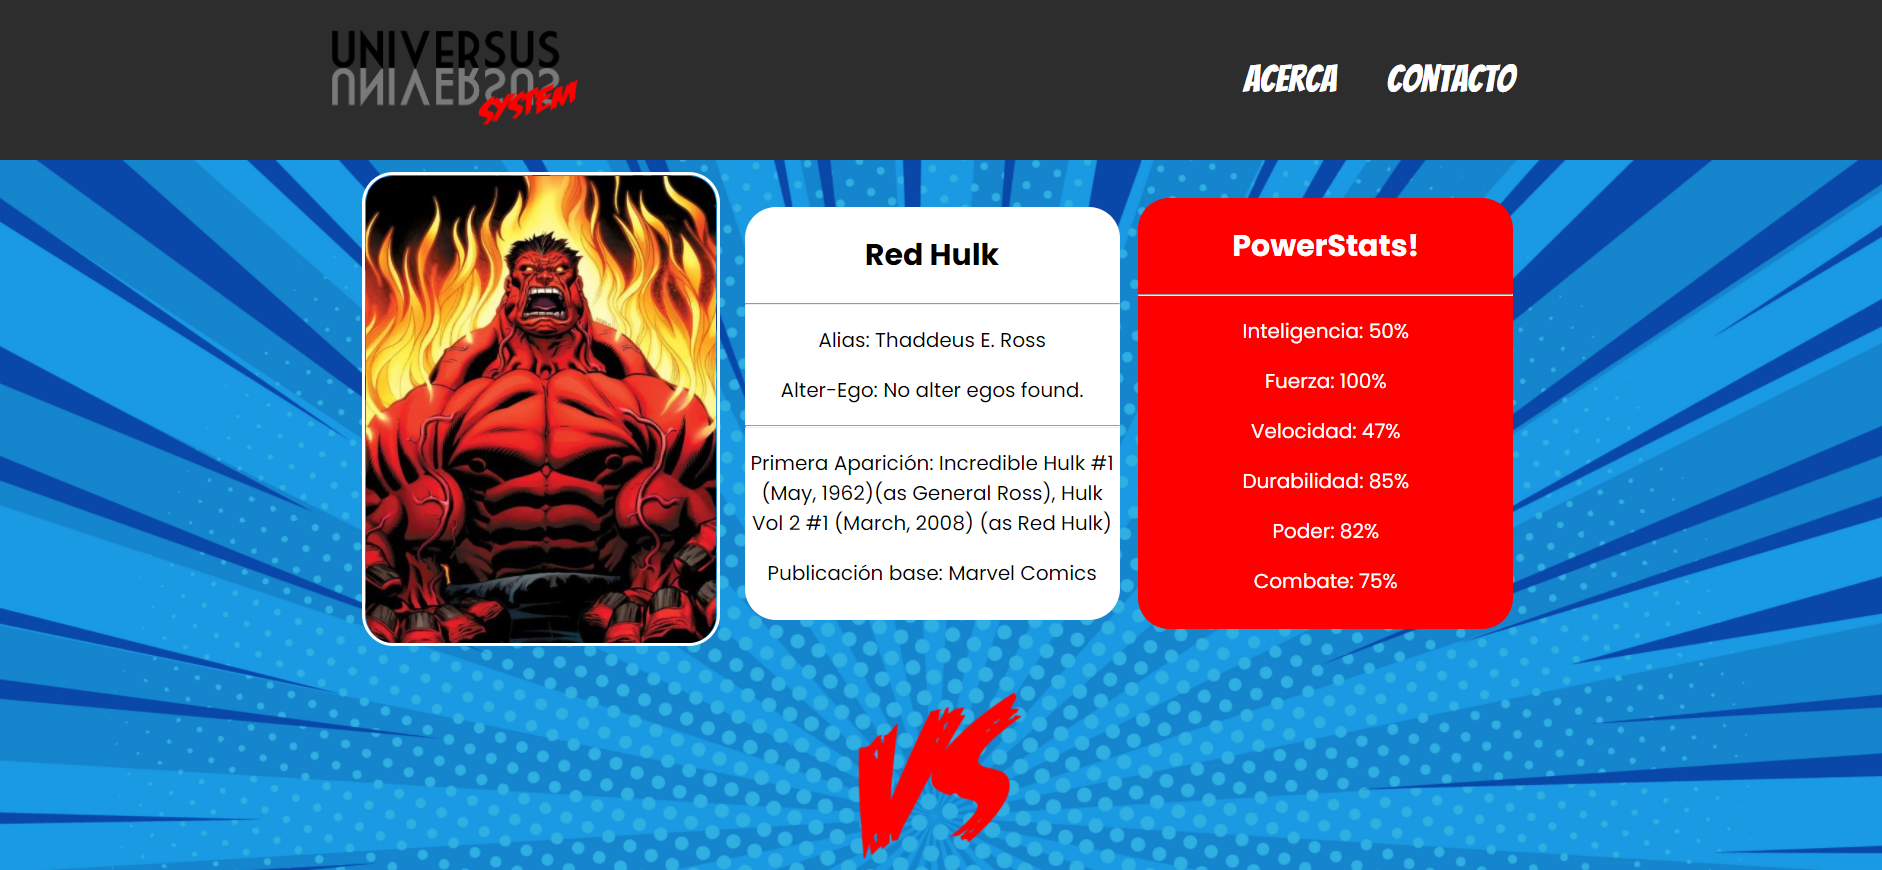 UNIVERSUS
UNIVERSUS
SYSTEM
ACERCA
CONTACTO
Red Hulk
Alias: Thaddeus E. Ross
Alter-Ego: No alter egos found.
Primera Aparición: Incredible Hulk #1
(May, 1962)(as General Ross), Hulk
Vol 2 #1 (March, 2008) (as Red Hulk)
Publicación base: Marvel Comics
PowerStats!
Inteligencia: 50%
Fuerza: 100%
Velocidad: 47%
Durabilidad: 85%
Poder: 82%
Combate: 75%
VS